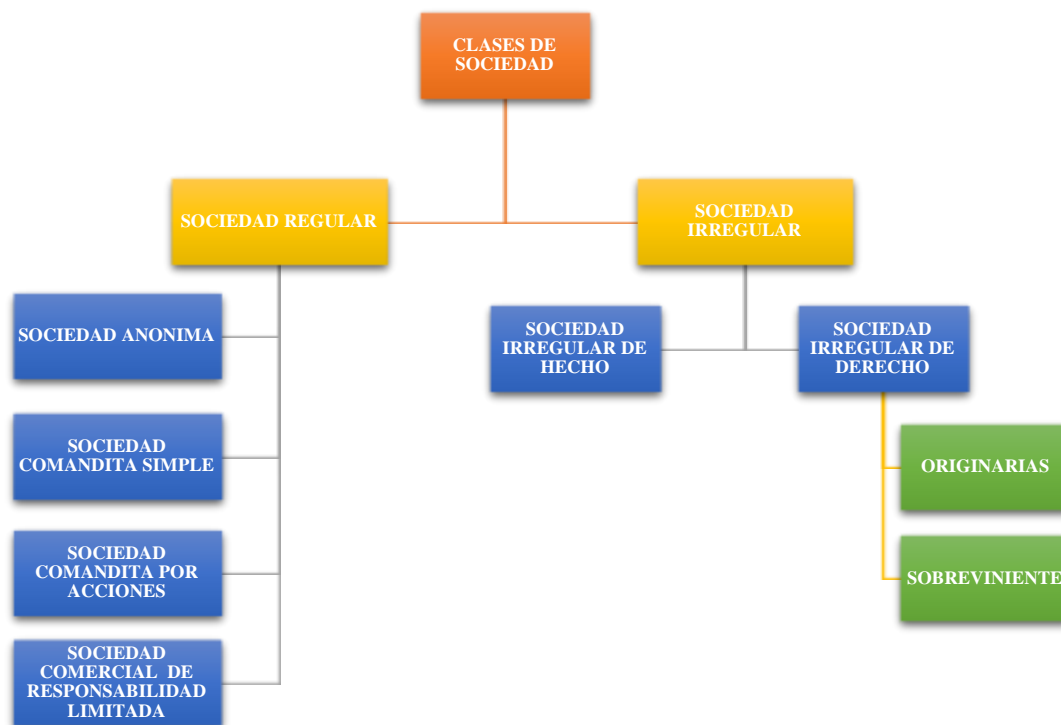 CLASES DE
SOCIEDAD
SOCIEDAD REGULAR
SOCIEDAD
IRREGULAR
SOCIEDAD ANONIMA
SOCIEDAD
COMANDITA SIMPLE
SOCIEDAD
COMANDITA POR
ACCIONES
SOCIEDAD
COMERCIAL DE
RESPONSABILIDAD
LIMITADA
SOCIEDAD
IRREGULAR DE
HECHO
SOCIEDAD
IRREGULAR DE
DERECHO
ORIGINARIAS
SOBREVINIENTE